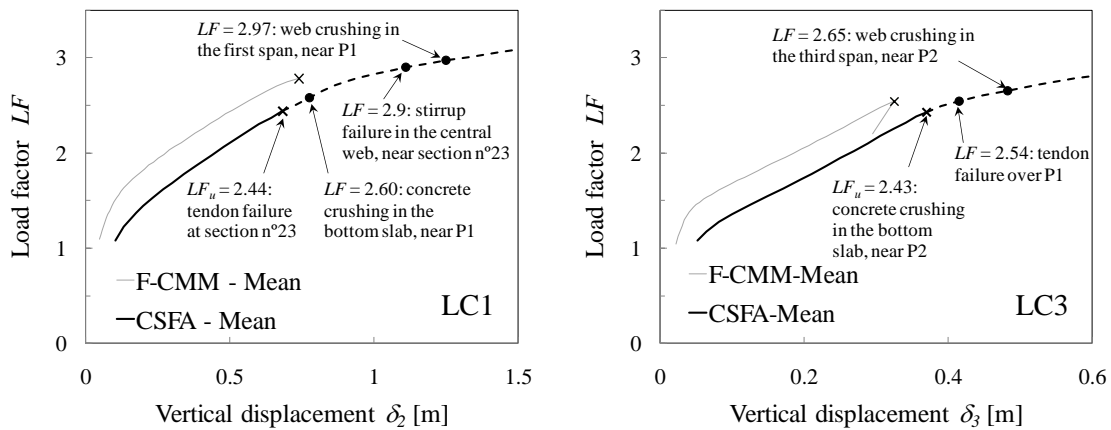 LF = 2.97: web crushing in
the first span, near P1
3
LF = 2.9: stirrup
failure in the central
web, near section nº23
2
LFu = 2.44:
tendon failure
at section nº23
LF = 2.60: concrete
crushing in the
bottom slab, near P1
1
F-CMM - Mean
CSFA - Mean
LC1
0
0 0.5 1 1.5
Load factor LF
Vertical displacement δ2 [m]
LF = 2.65: web crushing in
the third span, near P2
3
LF = 2.54: tendon
failure over P1
2
LFu = 2.43:
concrete crushing
in the bottom
slab, near P2
1
F-CMM-Mean
CSFA-Mean
LC3
0
0 0.2 0.4 0.6
Load factor LF
Vertical displacement δ3 [m]